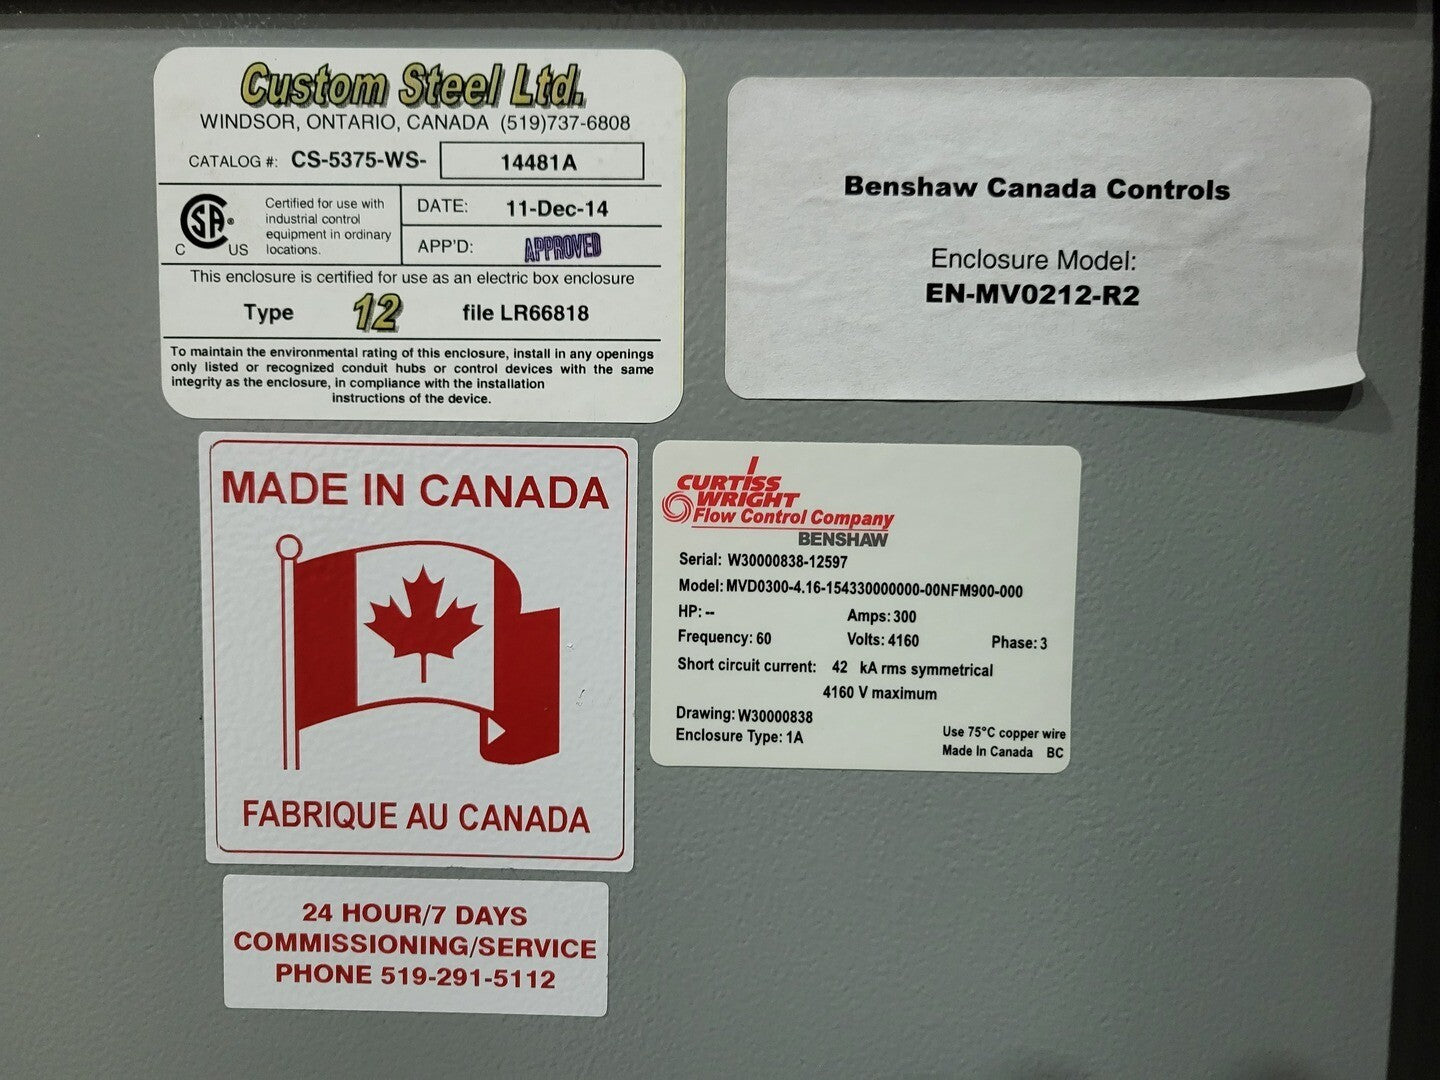 Custom Steel Ltd.
WINDSOR, ONTARIO, CANADA (519)737-6808
CATALOG #: CS-5375-WS- 14481A
CSA ®
C US
Certified for use with
industrial control
equipment in ordinary
locations.
DATE: 11-Dec-14
APP'D: APPROVED
This enclosure is certified for use as an electric box enclosure
Type 12 file LR66818
To maintain the environmental rating of this enclosure, install in any openings
only listed or recognized conduit hubs or control devices with the same
integrity as the enclosure, in compliance with the installation
instructions of the device.
Benshaw Canada Controls
Enclosure Model:
EN-MV0212-R2
MADE IN CANADA
FABRIQUE AU CANADA
CURTISS
WRIGHT
Flow Control Company
BENSHAW
Serial: W30000838-12597
Model: MVD0300-4.16-154330000000-00NFM900-000
HP: -- Amps: 300
Frequency: 60 Volts: 4160 Phase: 3
Short circuit current: 42 kA rms symmetrical
4160 V maximum
Drawing: W30000838
Enclosure Type: 1A
Use 75°C copper wire
Made In Canada BC
24 HOUR/7 DAYS
COMMISSIONING/SERVICE
PHONE 519-291-5112